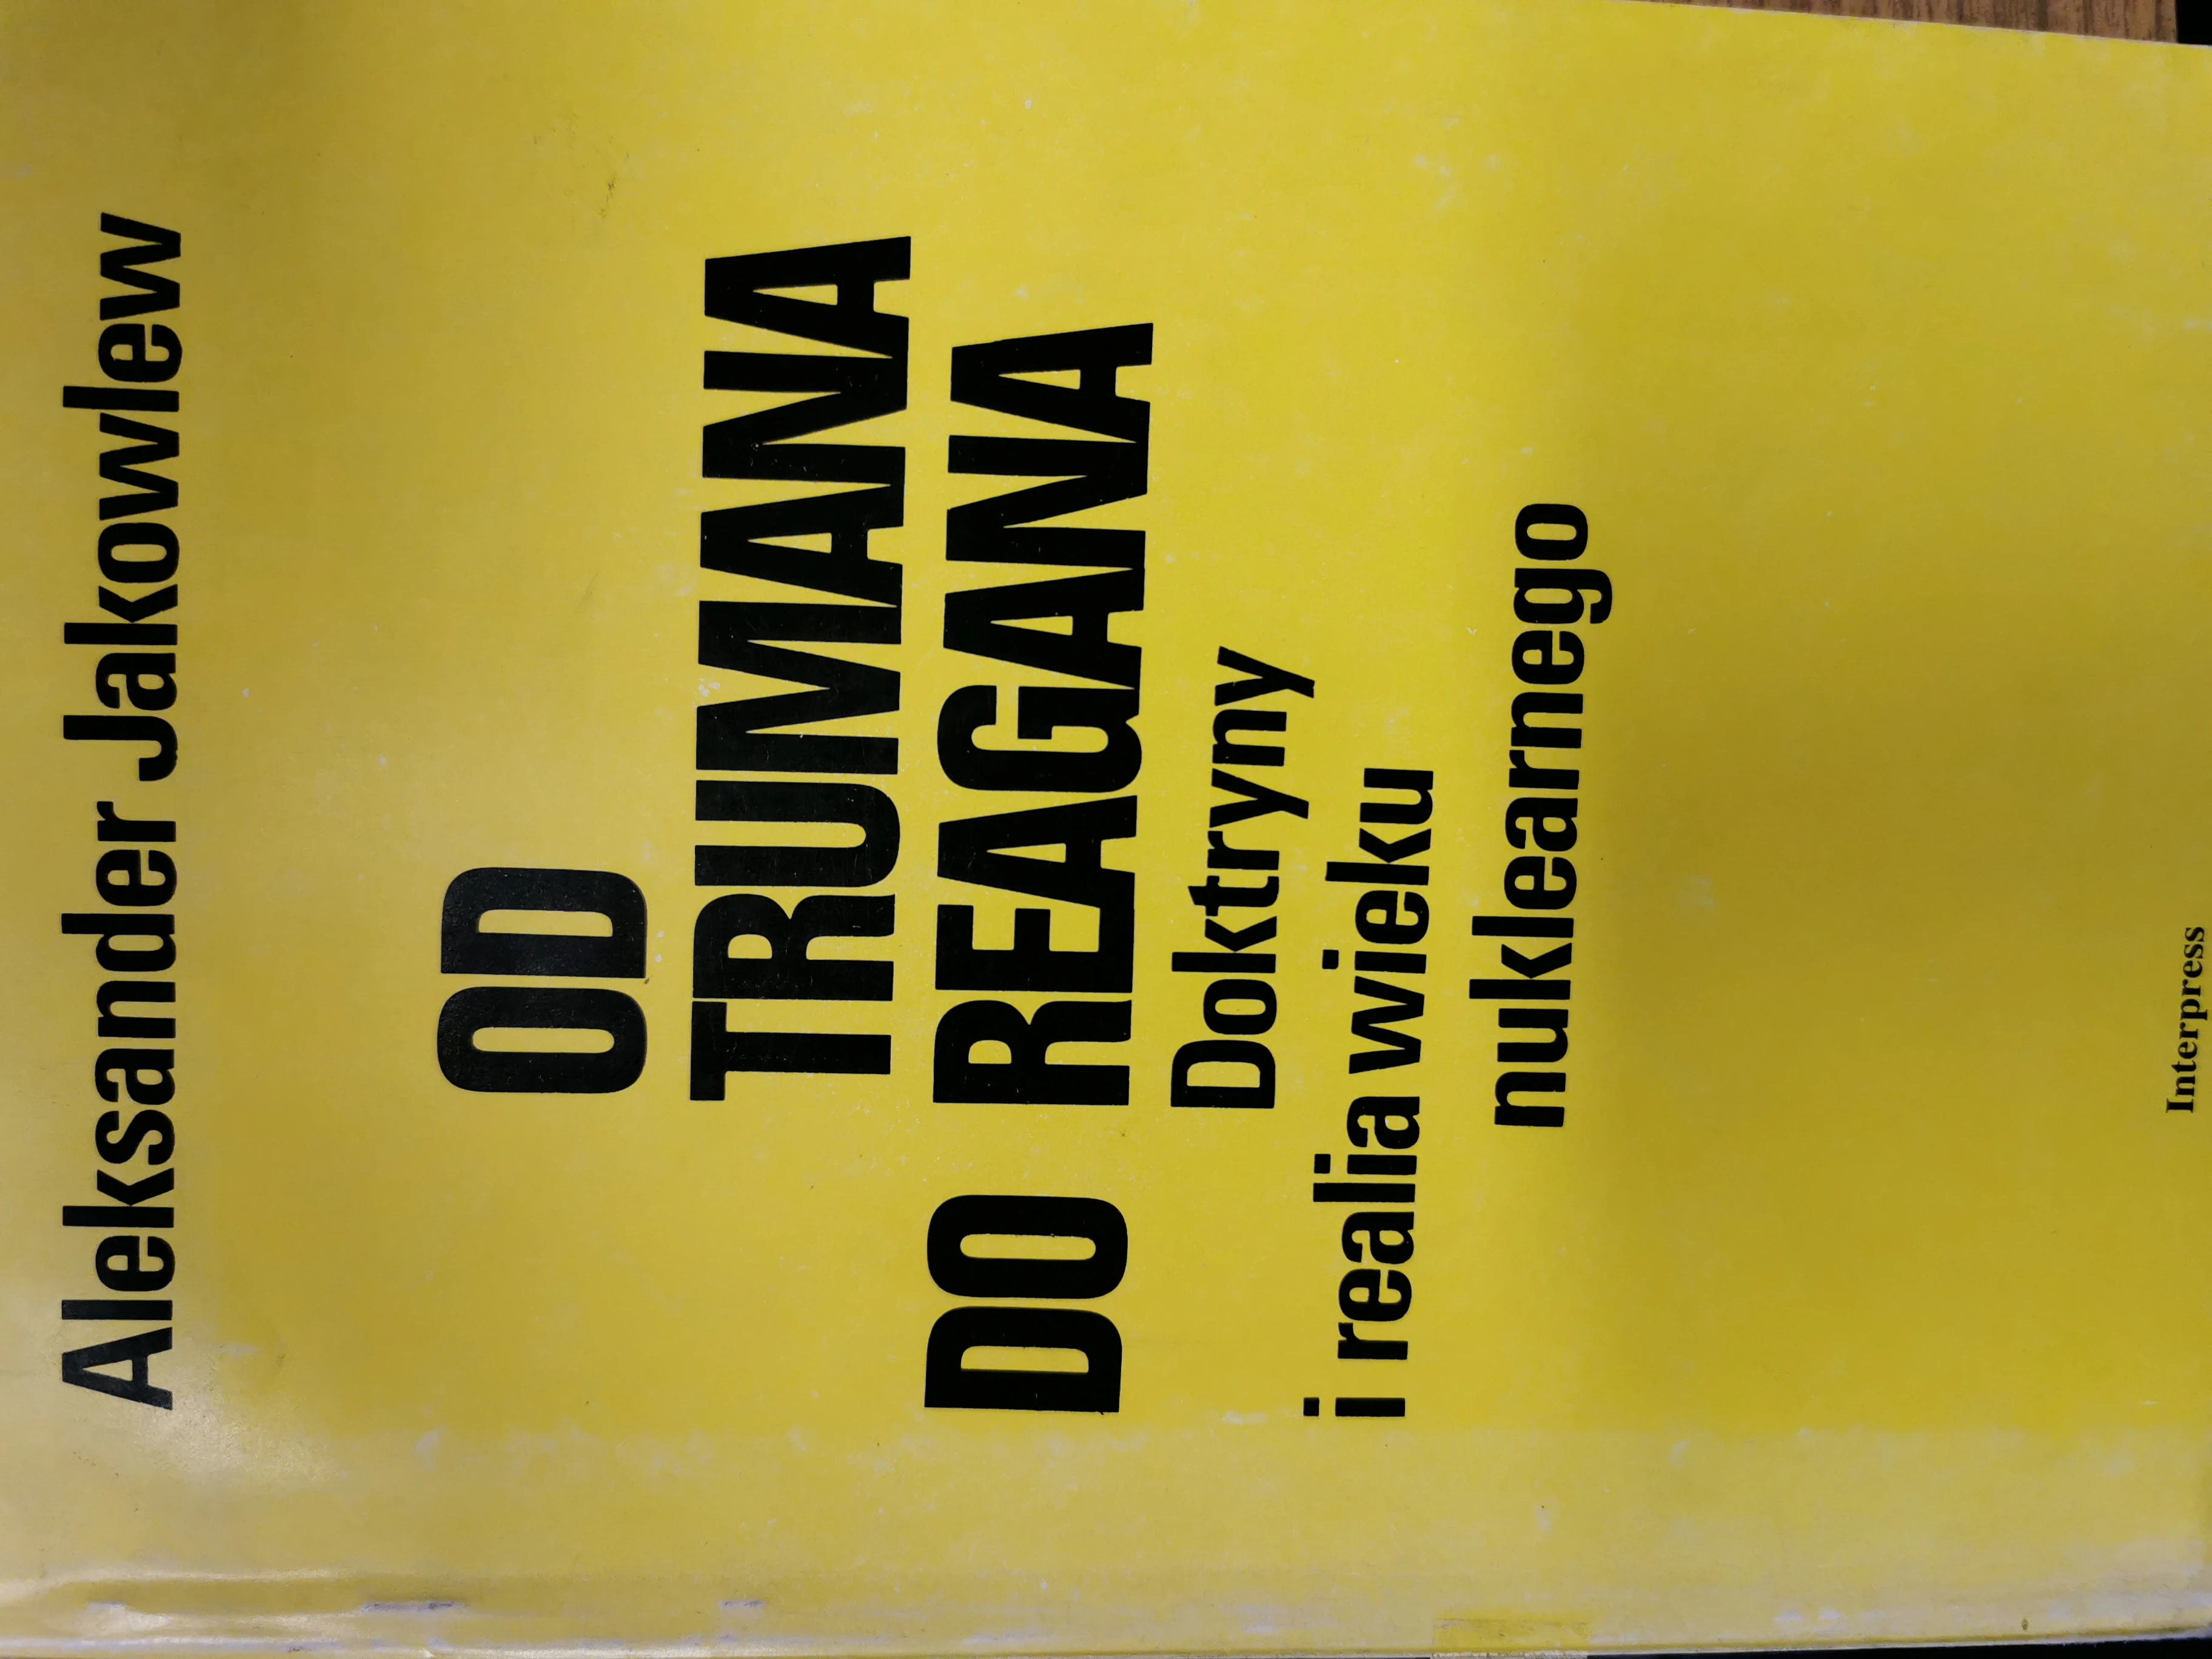 Aleksander Jakowlew
OD
TRUMANA
DO REAGANA
Doktryny
i realia wieku
nuklearnego
Interpress